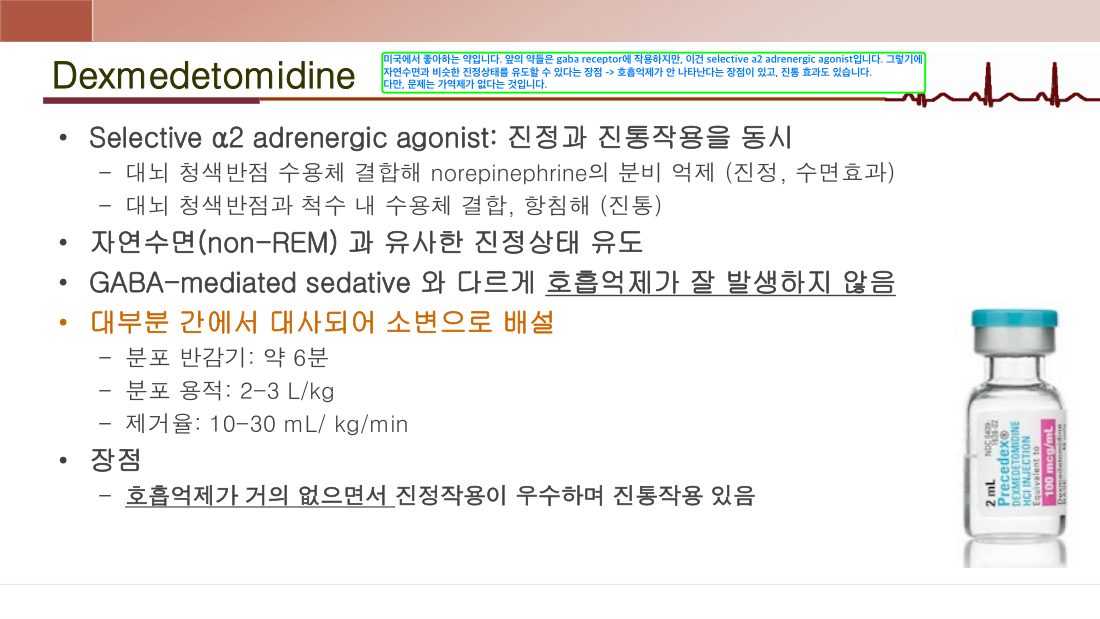 Dexmedetomidine
미국에서 좋아하는 약입니다. 앞의 약들은 gaba receptor에 작용하지만, 이건 selective a2 adrenergic agonist입니다. 그렇기에
자연수면과 비슷한 진정상태를 유도할 수 있다는 장점 -> 호흡억제가 안 나타난다는 장점이 있고, 진통 효과도 있습니다.
다만, 문제는 가역제가 없다는 것입니다.
• Selective α2 adrenergic agonist: 진정과 진통작용을 동시
– 대뇌 청색반점 수용체 결합해 norepinephrine의 분비 억제 (진정, 수면효과)
– 대뇌 청색반점과 척수 내 수용체 결합, 항침해 (진통)
• 자연수면(non-REM) 과 유사한 진정상태 유도
• GABA-mediated sedative 와 다르게 호흡억제가 잘 발생하지 않음
• 대부분 간에서 대사되어 소변으로 배설
– 분포 반감기: 약 6분
– 분포 용적: 2-3 L/kg
– 제거율: 10-30 mL/ kg/min
• 장점
– 호흡억제가 거의 없으면서 진정작용이 우수하며 진통작용 있음
2 mL
NDC 0409-
1638-02
Precedex®
DEXMEDETOMIDINE
HCl INJECTION
Equivalent to
100 mcg/mL